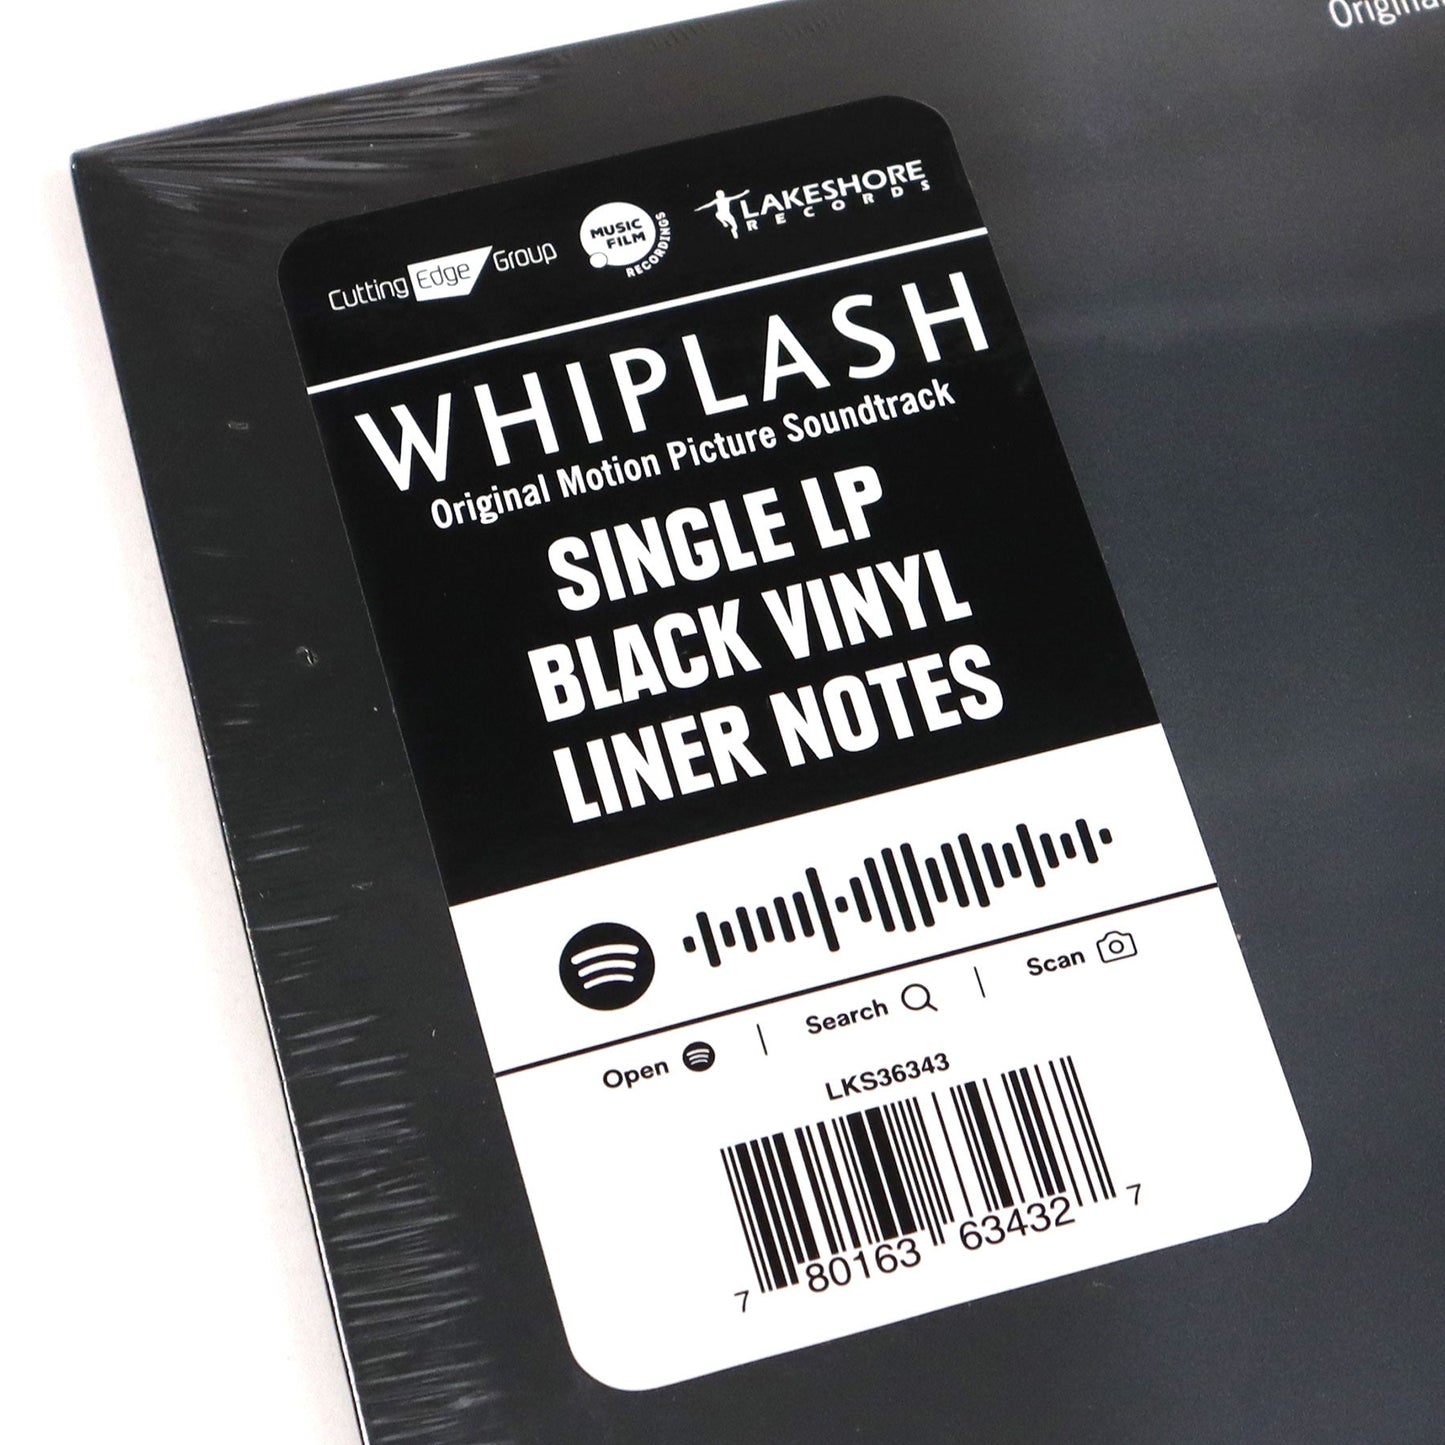 Original
Cutting Edge Group
MUSIC
FILM
RECORDINGS
LAKESHORE
RECORDS
WHIPLASH
Original Motion Picture Soundtrack
SINGLE LP
BLACK VINYL
LINER NOTES
Open
Search
Scan
LKS36343
7 80163 63432 7